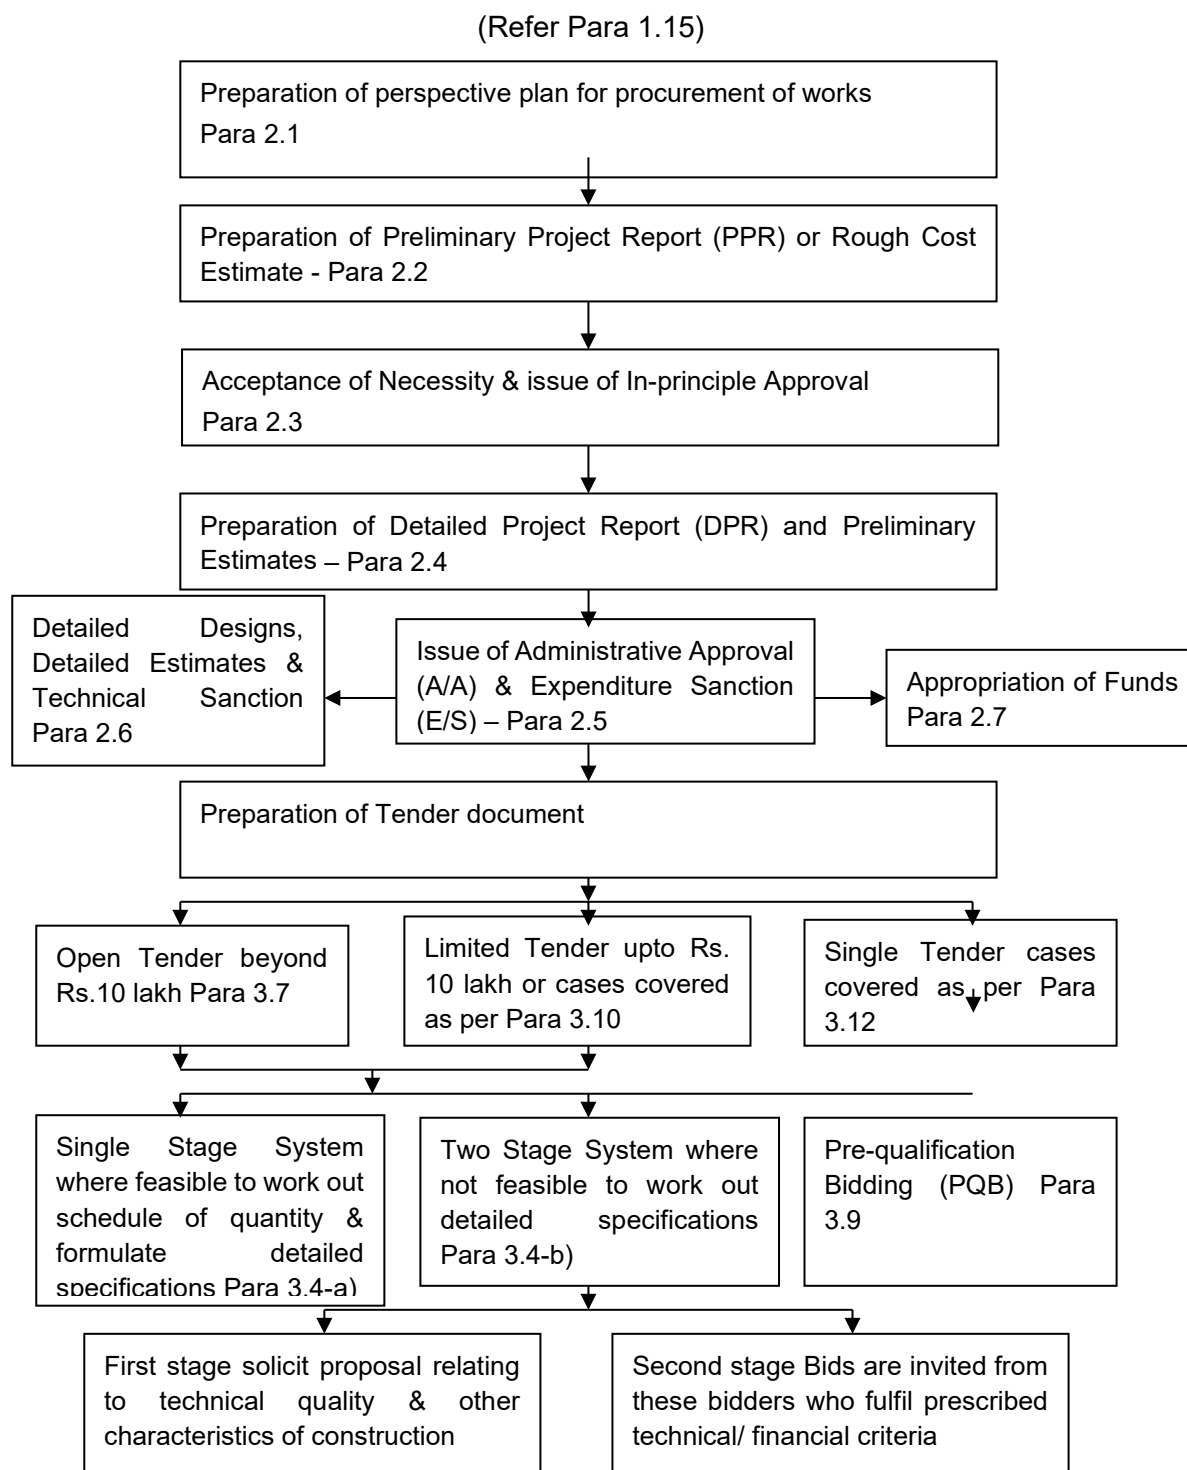 (Refer Para 1.15)
Preparation of perspective plan for procurement of works
Para 2.1
Preparation of Preliminary Project Report (PPR) or Rough Cost
Estimate - Para 2.2
Acceptance of Necessity & issue of In-principle Approval
Para 2.3
Preparation of Detailed Project Report (DPR) and Preliminary
Estimates – Para 2.4
Detailed Designs,
Detailed Estimates &
Technical Sanction
Para 2.6
Issue of Administrative Approval
(A/A) & Expenditure Sanction
(E/S) – Para 2.5
Appropriation of Funds
Para 2.7
Preparation of Tender document
Open Tender beyond
Rs.10 lakh Para 3.7
Limited Tender upto Rs.
10 lakh or cases covered
as per Para 3.10
Single Tender cases
covered as per Para
3.12
Single Stage System
where feasible to work out
schedule of quantity &
formulate detailed
specifications Para 3.4-a)
Two Stage System where
not feasible to work out
detailed specifications
Para 3.4-b)
Pre-qualification
Bidding (PQB) Para
3.9
First stage solicit proposal relating
to technical quality & other
characteristics of construction
Second stage Bids are invited from
these bidders who fulfil prescribed
technical/ financial criteria